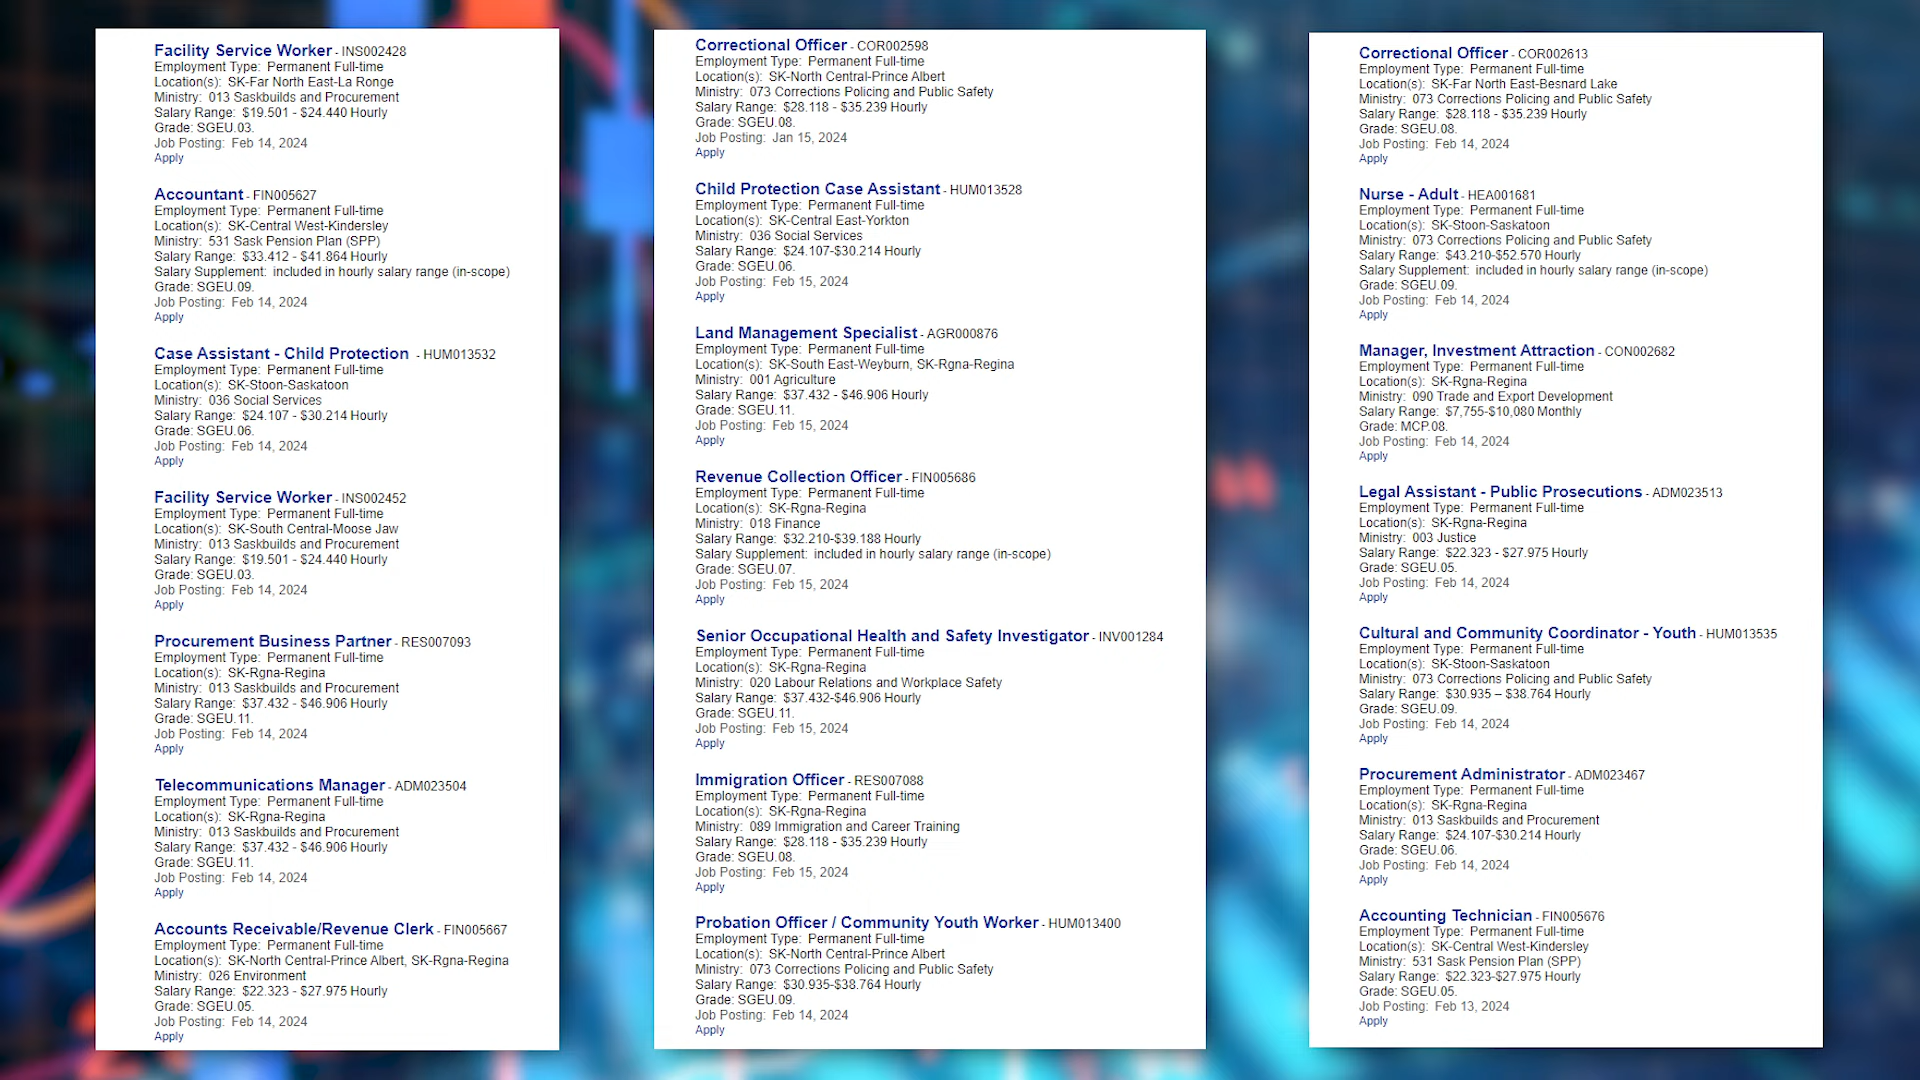 Facility Service Worker - INS002428
Employment Type: Permanent Full-time
Location(s): SK-Far North East-La Ronge
Ministry: 013 Saskbuilds and Procurement
Salary Range: $19.501 - $24.440 Hourly
Grade: SGEU.03.
Job Posting: Feb 14, 2024
Apply
Accountant - FIN005627
Employment Type: Permanent Full-time
Location(s): SK-Central West-Kindersley
Ministry: 531 Sask Pension Plan (SPP)
Salary Range: $33.412 - $41.864 Hourly
Salary Supplement: included in hourly salary range (in-scope)
Grade: SGEU.09.
Job Posting: Feb 14, 2024
Apply
Case Assistant - Child Protection - HUM013532
Employment Type: Permanent Full-time
Location(s): SK-Stoon-Saskatoon
Ministry: 036 Social Services
Salary Range: $24.107 - $30.214 Hourly
Grade: SGEU.06.
Job Posting: Feb 14, 2024
Apply
Facility Service Worker - INS002452
Employment Type: Permanent Full-time
Location(s): SK-South Central-Moose Jaw
Ministry: 013 Saskbuilds and Procurement
Salary Range: $19.501 - $24.440 Hourly
Grade: SGEU.03.
Job Posting: Feb 14, 2024
Apply
Procurement Business Partner - RES007093
Employment Type: Permanent Full-time
Location(s): SK-Rgna-Regina
Ministry: 013 Saskbuilds and Procurement
Salary Range: $37.432 - $46.906 Hourly
Grade: SGEU.11.
Job Posting: Feb 14, 2024
Apply
Telecommunications Manager - ADM023504
Employment Type: Permanent Full-time
Location(s): SK-Rgna-Regina
Ministry: 013 Saskbuilds and Procurement
Salary Range: $37.432 - $46.906 Hourly
Grade: SGEU.11.
Job Posting: Feb 14, 2024
Apply
Accounts Receivable/Revenue Clerk - FIN005667
Employment Type: Permanent Full-time
Location(s): SK-North Central-Prince Albert, SK-Rgna-Regina
Ministry: 026 Environment
Salary Range: $22.323 - $27.975 Hourly
Grade: SGEU.05.
Job Posting: Feb 14, 2024
Apply
Correctional Officer - COR002598
Employment Type: Permanent Full-time
Location(s): SK-North Central-Prince Albert
Ministry: 073 Corrections Policing and Public Safety
Salary Range: $28.118 - $35.239 Hourly
Grade: SGEU.08.
Job Posting: Jan 15, 2024
Apply
Child Protection Case Assistant - HUM013528
Employment Type: Permanent Full-time
Location(s): SK-Central East-Yorkton
Ministry: 036 Social Services
Salary Range: $24.107-$30.214 Hourly
Grade: SGEU.06.
Job Posting: Feb 15, 2024
Apply
Land Management Specialist - AGR000876
Employment Type: Permanent Full-time
Location(s): SK-South East-Weyburn, SK-Rgna-Regina
Ministry: 001 Agriculture
Salary Range: $37.432 - $46.906 Hourly
Grade: SGEU.11.
Job Posting: Feb 15, 2024
Apply
Revenue Collection Officer - FIN005686
Employment Type: Permanent Full-time
Location(s): SK-Rgna-Regina
Ministry: 018 Finance
Salary Range: $32.210-$39.188 Hourly
Salary Supplement: included in hourly salary range (in-scope)
Grade: SGEU.07.
Job Posting: Feb 15, 2024
Apply
Senior Occupational Health and Safety Investigator - INV001284
Employment Type: Permanent Full-time
Location(s): SK-Rgna-Regina
Ministry: 020 Labour Relations and Workplace Safety
Salary Range: $37.432-$46.906 Hourly
Grade: SGEU.11.
Job Posting: Feb 15, 2024
Apply
Immigration Officer - RES007088
Employment Type: Permanent Full-time
Location(s): SK-Rgna-Regina
Ministry: 089 Immigration and Career Training
Salary Range: $28.118 - $35.239 Hourly
Grade: SGEU.08.
Job Posting: Feb 15, 2024
Apply
Probation Officer / Community Youth Worker - HUM013400
Employment Type: Permanent Full-time
Location(s): SK-North Central-Prince Albert
Ministry: 073 Corrections Policing and Public Safety
Salary Range: $30.935-$38.764 Hourly
Grade: SGEU.09.
Job Posting: Feb 14, 2024
Apply
Correctional Officer - COR002613
Employment Type: Permanent Full-time
Location(s): SK-Far North East-Besnard Lake
Ministry: 073 Corrections Policing and Public Safety
Salary Range: $28.118 - $35.239 Hourly
Grade: SGEU.08.
Job Posting: Feb 14, 2024
Apply
Nurse - Adult - HEA001681
Employment Type: Permanent Full-time
Location(s): SK-Stoon-Saskatoon
Ministry: 073 Corrections Policing and Public Safety
Salary Range: $43.210-$52.570 Hourly
Salary Supplement: included in hourly salary range (in-scope)
Grade: SGEU.09.
Job Posting: Feb 14, 2024
Apply
Manager, Investment Attraction - CON002682
Employment Type: Permanent Full-time
Location(s): SK-Rgna-Regina
Ministry: 090 Trade and Export Development
Salary Range: $7,755-$10,080 Monthly
Grade: MCP.08.
Job Posting: Feb 14, 2024
Apply
Legal Assistant - Public Prosecutions - ADM023513
Employment Type: Permanent Full-time
Location(s): SK-Rgna-Regina
Ministry: 003 Justice
Salary Range: $22.323 - $27.975 Hourly
Grade: SGEU.05.
Job Posting: Feb 14, 2024
Apply
Cultural and Community Coordinator - Youth - HUM013535
Employment Type: Permanent Full-time
Location(s): SK-Stoon-Saskatoon
Ministry: 073 Corrections Policing and Public Safety
Salary Range: $30.935 – $38.764 Hourly
Grade: SGEU.09.
Job Posting: Feb 14, 2024
Apply
Procurement Administrator - ADM023467
Employment Type: Permanent Full-time
Location(s): SK-Rgna-Regina
Ministry: 013 Saskbuilds and Procurement
Salary Range: $24.107-$30.214 Hourly
Grade: SGEU.06.
Job Posting: Feb 14, 2024
Apply
Accounting Technician - FIN005676
Employment Type: Permanent Full-time
Location(s): SK-Central West-Kindersley
Ministry: 531 Sask Pension Plan (SPP)
Salary Range: $22.323-$27.975 Hourly
Grade: SGEU.05.
Job Posting: Feb 13, 2024
Apply